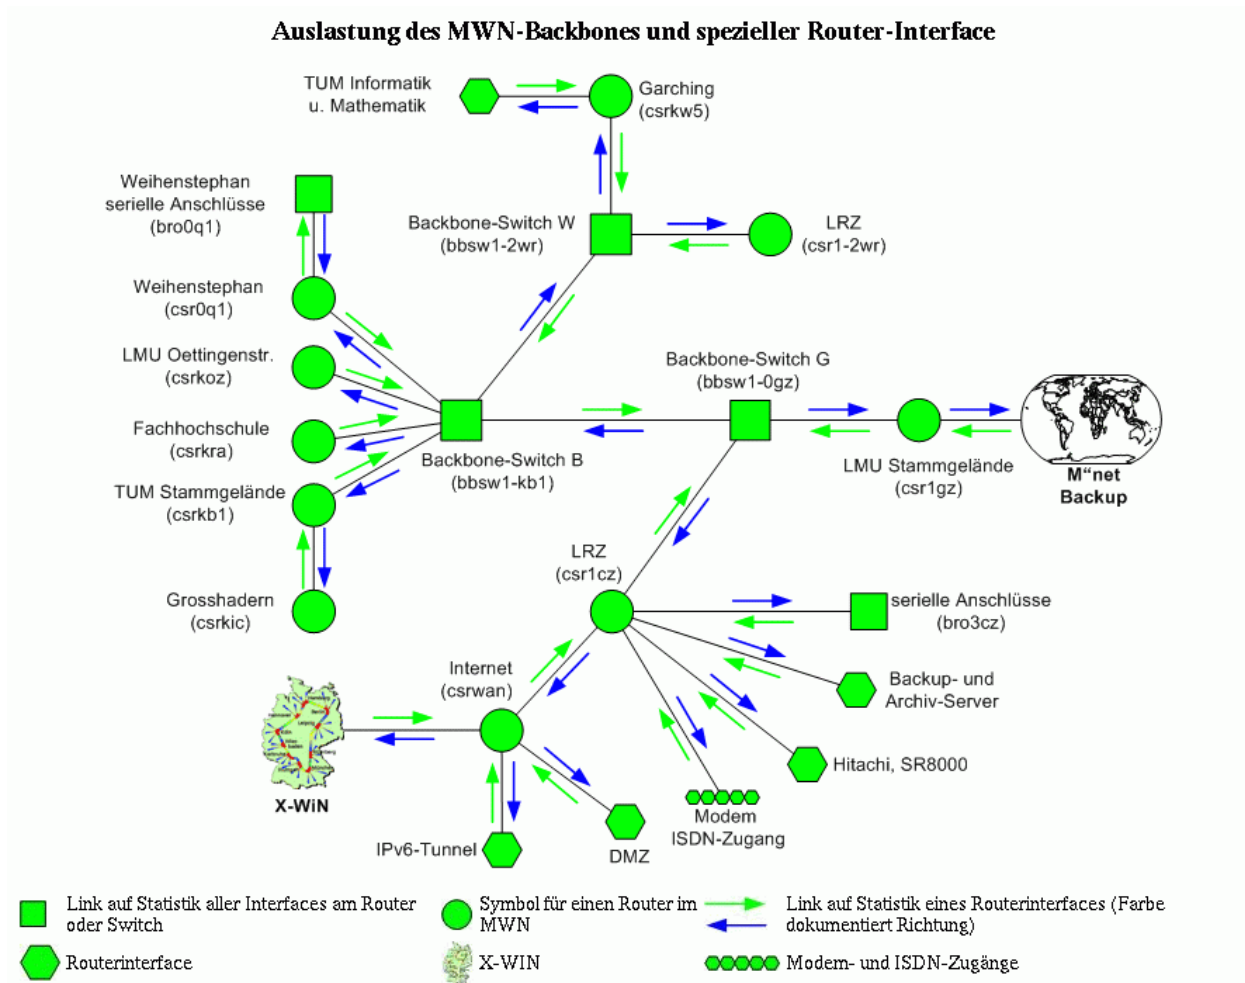 Auslastung des MWN-Backbones und spezieller Router-Interface
TUM Informatik
u. Mathematik
Garching
(csrkw5)
Weihenstephan
serielle Anschlüsse
(bro0q1)
Backbone-Switch W
(bbsw1-2wr)
LRZ
(csr1-2wr)
Weihenstephan
(csr0q1)
LMU Oettingenstr.
(csrkoz)
Backbone-Switch G
(bbsw1-0gz)
Fachhochschule
(csrkra)
Backbone-Switch B
(bbsw1-kb1)
LMU Stammgelände
(csr1gz)
M“net
Backup
TUM Stammgelände
(csrkb1)
LRZ
(csr1cz)
Grosshadern
(csrkic)
serielle Anschlüsse
(bro3cz)
Internet
(csrwan)
Backup- und
Archiv-Server
Hitachi, SR8000
X-WiN
Modem
ISDN-Zugang
IPv6-Tunnel
DMZ
Link auf Statistik aller Interfaces am Router
oder Switch
Symbol für einen Router im
MWN
Link auf Statistik eines Routerinterfaces (Farbe
dokumentiert Richtung)
Routerinterface
X-WIN
Modem- und ISDN-Zugänge